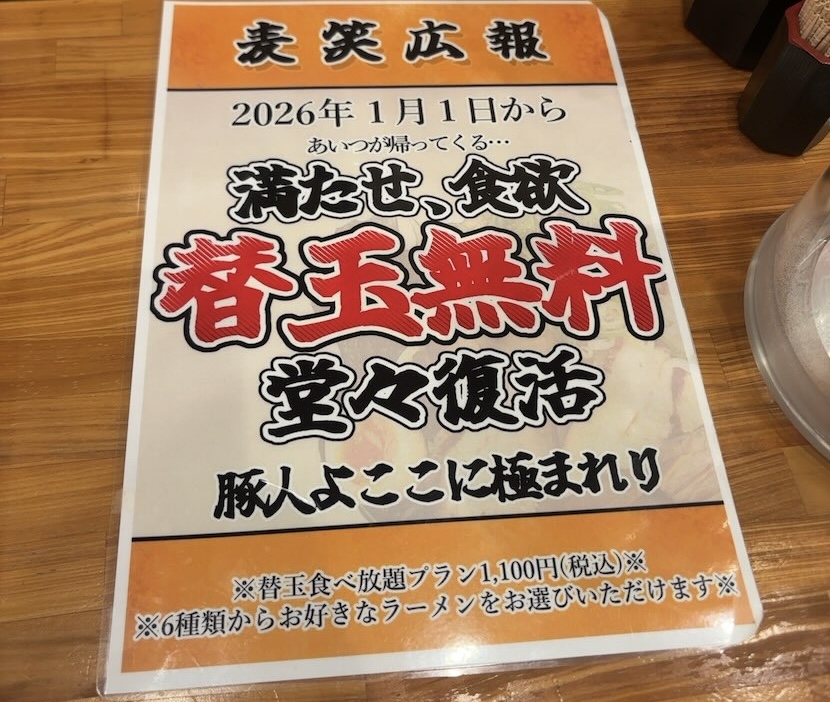 麦笑広報
2026年1月1日から
あいつが帰ってくる…
満たせ、食欲
替玉無料
堂々復活
豚人よここに極まれり
※替玉食べ放題プラン1,100円(税込)※
※6種類からお好きなラーメンをお選びいただけます※